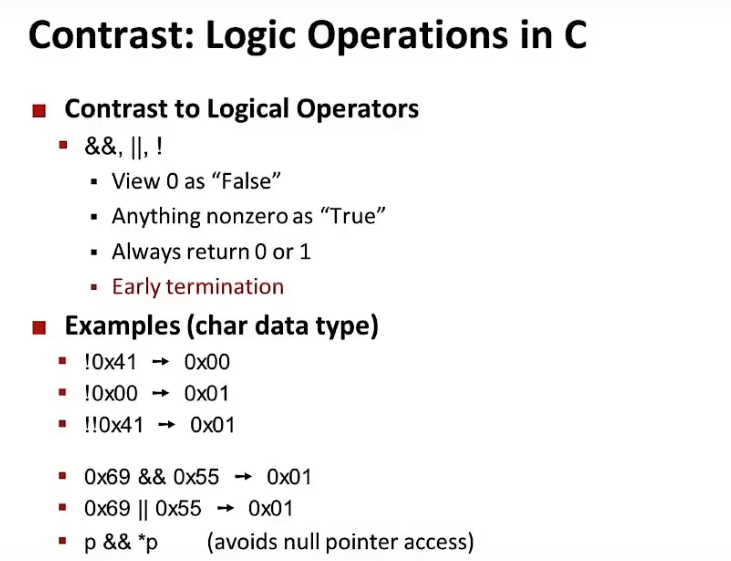 Contrast: Logic Operations in C
Contrast to Logical Operators
&&, ||, !
View 0 as “False”
Anything nonzero as “True”
Always return 0 or 1
Early termination
Examples (char data type)
!0x41 → 0x00
!0x00 → 0x01
!!0x41 → 0x01
0x69 && 0x55 → 0x01
0x69 || 0x55 → 0x01
p && *p (avoids null pointer access)